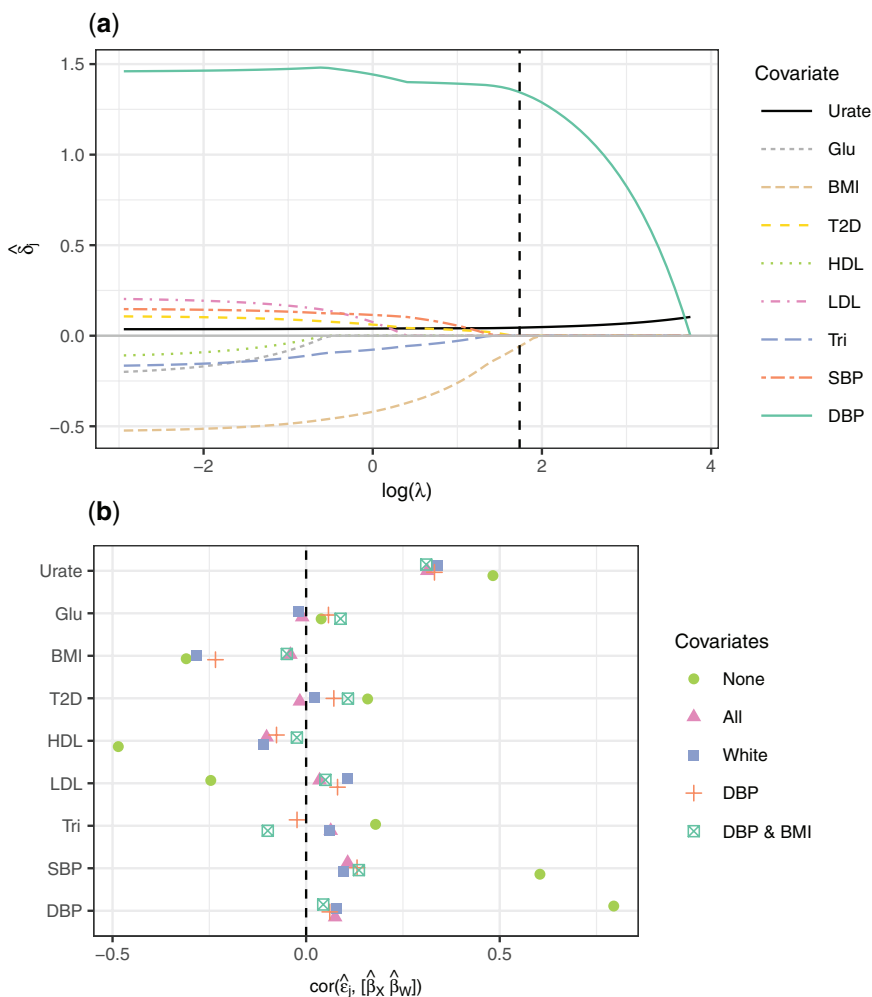 (a)
1.5
1.0
0.5
0.0
−0.5
δ̂j
−2
0
2
4
log(λ)
Covariate
Urate
Glu
BMI
T2D
HDL
LDL
Tri
SBP
DBP
(b)
Urate
Glu
BMI
T2D
HDL
LDL
Tri
SBP
DBP
−0.5
0.0
0.5
cor(ε̂j, [β̂X β̂W])
Covariates
None
All
White
DBP
DBP & BMI